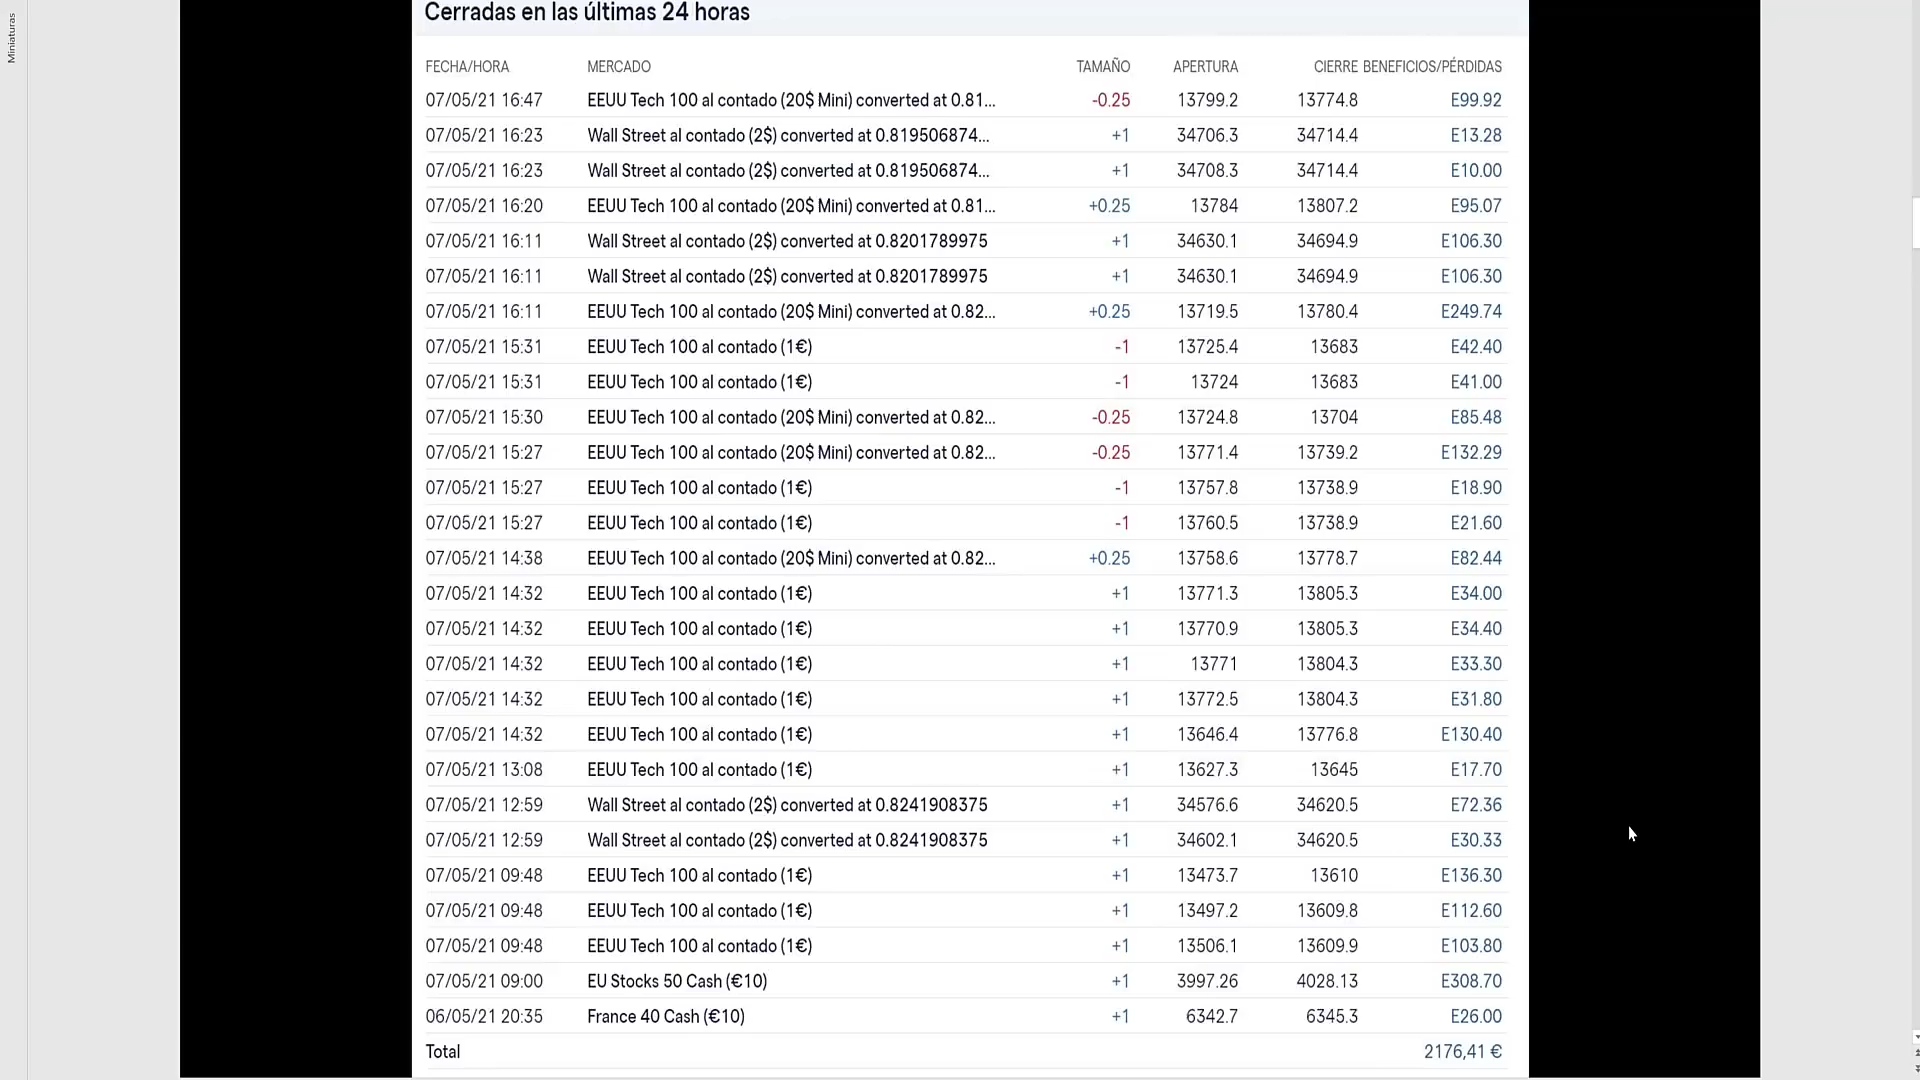 Miniaturas
Cerradas en las últimas 24 horas
FECHA/HORA MERCADO TAMAÑO APERTURA CIERRE BENEFICIOS/PÉRDIDAS
07/05/21 16:47 EEUU Tech 100 al contado (20$ Mini) converted at 0.81... -0.25 13799.2 13774.8 E99.92
07/05/21 16:23 Wall Street al contado (2$) converted at 0.819506874... +1 34706.3 34714.4 E13.28
07/05/21 16:23 Wall Street al contado (2$) converted at 0.819506874... +1 34708.3 34714.4 E10.00
07/05/21 16:20 EEUU Tech 100 al contado (20$ Mini) converted at 0.81... +0.25 13784 13807.2 E95.07
07/05/21 16:11 Wall Street al contado (2$) converted at 0.8201789975 +1 34630.1 34694.9 E106.30
07/05/21 16:11 Wall Street al contado (2$) converted at 0.8201789975 +1 34630.1 34694.9 E106.30
07/05/21 16:11 EEUU Tech 100 al contado (20$ Mini) converted at 0.82... +0.25 13719.5 13780.4 E249.74
07/05/21 15:31 EEUU Tech 100 al contado (1€) -1 13725.4 13683 E42.40
07/05/21 15:31 EEUU Tech 100 al contado (1€) -1 13724 13683 E41.00
07/05/21 15:30 EEUU Tech 100 al contado (20$ Mini) converted at 0.82... -0.25 13724.8 13704 E85.48
07/05/21 15:27 EEUU Tech 100 al contado (20$ Mini) converted at 0.82... -0.25 13771.4 13739.2 E132.29
07/05/21 15:27 EEUU Tech 100 al contado (1€) -1 13757.8 13738.9 E18.90
07/05/21 15:27 EEUU Tech 100 al contado (1€) -1 13760.5 13738.9 E21.60
07/05/21 14:38 EEUU Tech 100 al contado (20$ Mini) converted at 0.82... +0.25 13758.6 13778.7 E82.44
07/05/21 14:32 EEUU Tech 100 al contado (1€) +1 13771.3 13805.3 E34.00
07/05/21 14:32 EEUU Tech 100 al contado (1€) +1 13770.9 13805.3 E34.40
07/05/21 14:32 EEUU Tech 100 al contado (1€) +1 13771 13804.3 E33.30
07/05/21 14:32 EEUU Tech 100 al contado (1€) +1 13772.5 13804.3 E31.80
07/05/21 14:32 EEUU Tech 100 al contado (1€) +1 13646.4 13776.8 E130.40
07/05/21 13:08 EEUU Tech 100 al contado (1€) +1 13627.3 13645 E17.70
07/05/21 12:59 Wall Street al contado (2$) converted at 0.8241908375 +1 34576.6 34620.5 E72.36
07/05/21 12:59 Wall Street al contado (2$) converted at 0.8241908375 +1 34602.1 34620.5 E30.33
07/05/21 09:48 EEUU Tech 100 al contado (1€) +1 13473.7 13610 E136.30
07/05/21 09:48 EEUU Tech 100 al contado (1€) +1 13497.2 13609.8 E112.60
07/05/21 09:48 EEUU Tech 100 al contado (1€) +1 13506.1 13609.9 E103.80
07/05/21 09:00 EU Stocks 50 Cash (€10) +1 3997.26 4028.13 E308.70
06/05/21 20:35 France 40 Cash (€10) +1 6342.7 6345.3 E26.00
Total 2176,41 €